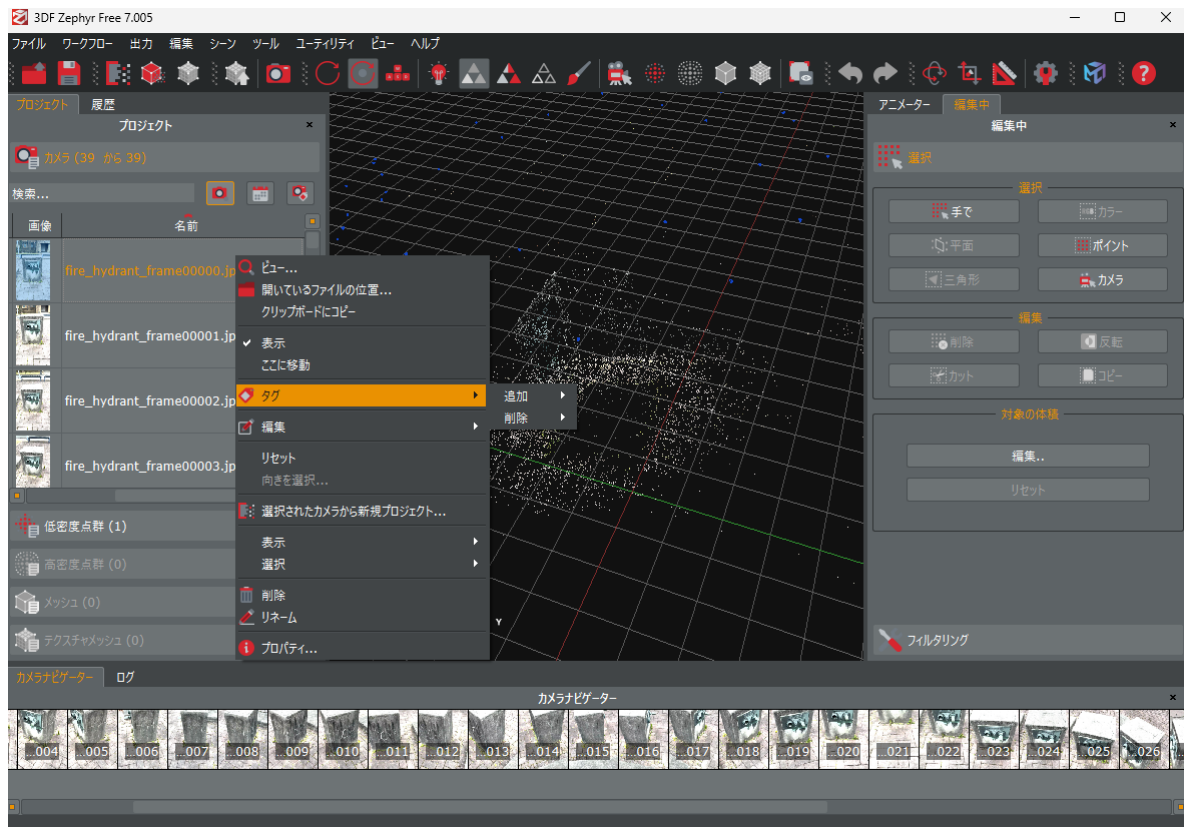 3DF Zephyr Free 7.005
ファイル ワークフロー 出力 編集 シーン ツール ユーティリティ ビュー ヘルプ
プロジェクト 履歴
プロジェクト
カメラ (39 から 39)
検索...
画像 名前
fire_hydrant_frame00000.jp
fire_hydrant_frame00001.jp
fire_hydrant_frame00002.jp
fire_hydrant_frame00003.jp
低密度点群 (1)
高密度点群 (0)
メッシュ (0)
テクスチャメッシュ (0)
ビュー...
開いているファイルの位置...
クリップボードにコピー
表示
ここに移動
タグ
追加
削除
編集
リセット
向きを選択...
選択されたカメラから新規プロジェクト...
表示
選択
削除
リネーム
プロパティ...
Y
アニメーター 編集中
編集中
選択
選択
手で カラー
平面 ポイント
三角形 カメラ
編集
削除 反転
カット コピー
対象の体積
編集..
リセット
フィルタリング
カメラナビゲーター ログ
カメラナビゲーター
...004 ...005 ...006 ...007 ...008 ...009 ...010 ...011 ...012 ...013 ...014 ...015 ...016 ...017 ...018 ...019 ...020 ...021 ...022 ...023 ...024 ...025 ...026